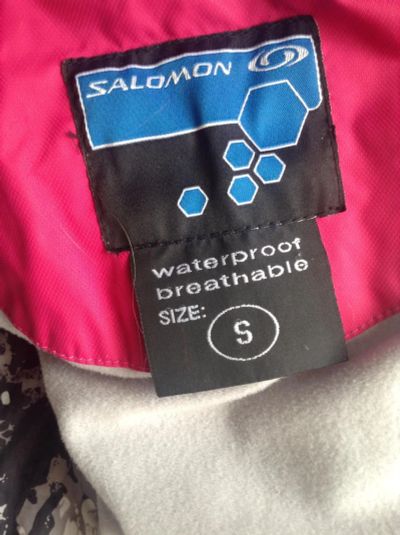 SALOMON
waterproof
breathable
SIZE: S